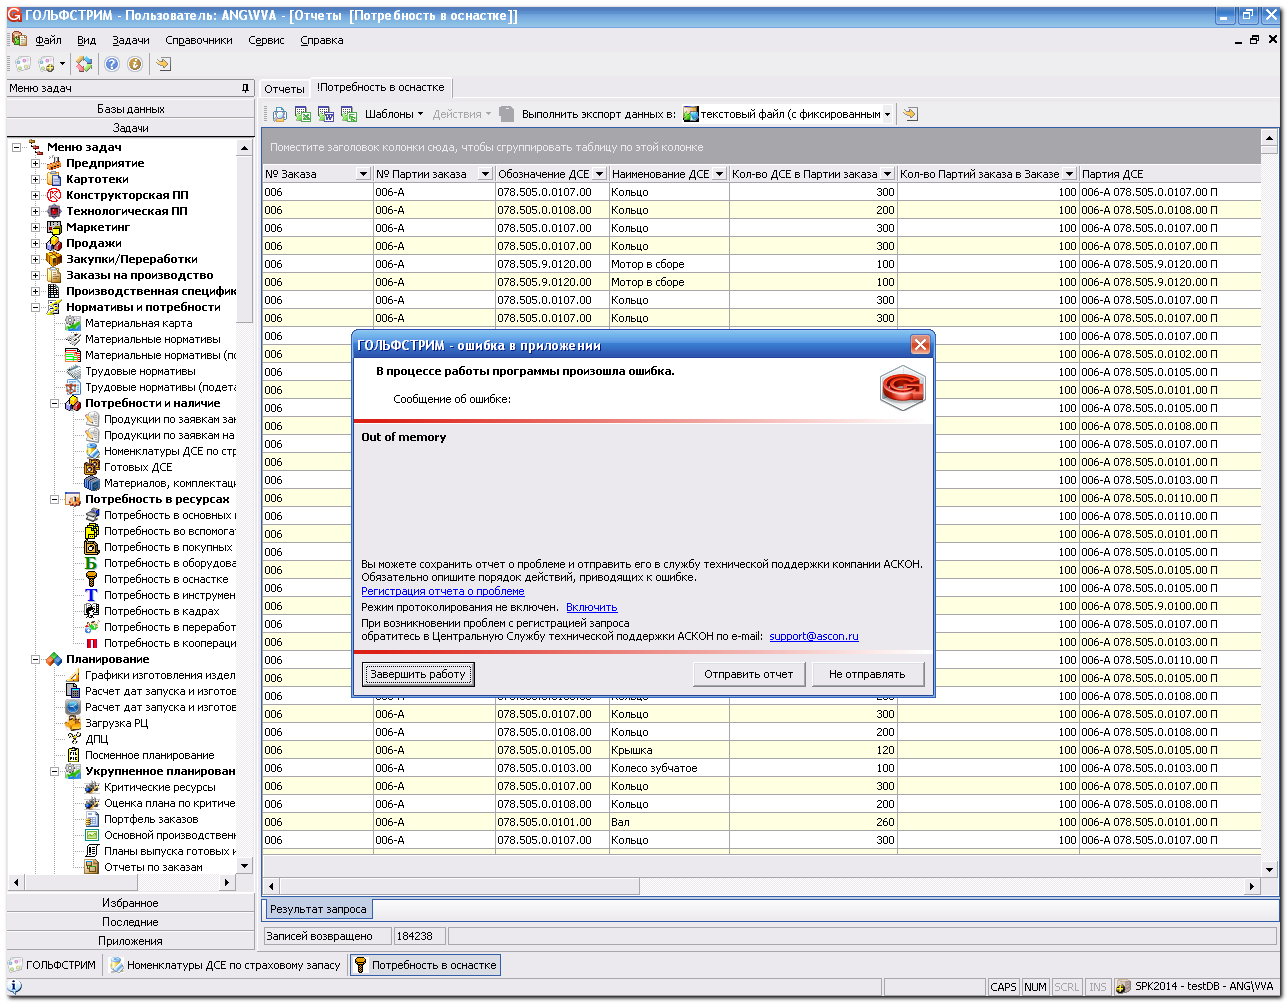 ГОЛЬФСТРИМ - Пользователь: ANG\VVA - [Отчеты [Потребность в оснастке]]
Файл Вид Задачи Справочники Сервис Справка
Меню задач
Базы данных
Задачи
Меню задач
Предприятие
Картотеки
Конструкторская ПП
Технологическая ПП
Маркетинг
Продажи
Закупки/Переработки
Заказы на производство
Производственная специфик
Нормативы и потребности
Материальная карта
Материальные нормативы
Материальные нормативы (по
Трудовые нормативы
Трудовые нормативы (подета
Потребности и наличие
Продукции по заявкам зак
Продукции по заявкам на
Номенклатуры ДСЕ по стр
Готовых ДСЕ
Материалов, комплектац
Потребность в ресурсах
Потребность в основных
Потребность во вспомога
Потребность в покупных
Потребность в оборудова
Потребность в оснастке
Потребность в инструмен
Потребность в кадрах
Потребность в переработ
Потребность в коопераци
Планирование
Графики изготовления издел
Расчет дат запуска и изготов
Расчет дат запуска и изготов
Загрузка РЦ
ДПЦ
Посменное планирование
Укрупненное планирован
Критические ресурсы
Оценка плана по критиче
Портфель заказов
Основной производствен
Планы выпуска готовых и
Отчеты по заказам
Избранное
Последние
Приложения
Отчеты !Потребность в оснастке
Шаблоны Действия Выполнить экспорт данных в: текстовый файл (с фиксированным
Поместите заголовок колонки сюда, чтобы сгруппировать таблицу по этой колонке
№ Заказа № Партии заказа Обозначение ДСЕ Наименование ДСЕ Кол-во ДСЕ в Партии заказа Кол-во Партий заказа в Заказе Партия ДСЕ
006 006-А 078.505.0.0107.00 Кольцо 300 100 006-А 078.505.0.0107.00 П
006 006-А 078.505.0.0108.00 Кольцо 200 100 006-А 078.505.0.0108.00 П
006 006-А 078.505.0.0107.00 Кольцо 300 100 006-А 078.505.0.0107.00 П
006 006-А 078.505.0.0107.00 Кольцо 300 100 006-А 078.505.0.0107.00 П
006 006-А 078.505.9.0120.00 Мотор в сборе 100 100 006-А 078.505.9.0120.00 П
006 006-А 078.505.9.0120.00 Мотор в сборе 100 100 006-А 078.505.9.0120.00 П
006 006-А 078.505.0.0107.00 Кольцо 300 100 006-А 078.505.0.0107.00 П
006 006-А 078.505.0.0107.00 Кольцо 300 100 006-А 078.505.0.0107.00 П
006 100 006-А 078.505.0.0107.00 П
006 100 006-А 078.505.0.0102.00 П
006 100 006-А 078.505.0.0105.00 П
006 100 006-А 078.505.0.0101.00 П
006 100 006-А 078.505.0.0105.00 П
006 100 006-А 078.505.0.0108.00 П
006 100 006-А 078.505.0.0107.00 П
006 100 006-А 078.505.0.0101.00 П
006 100 006-А 078.505.0.0103.00 П
006 100 006-А 078.505.0.0110.00 П
006 100 006-А 078.505.0.0110.00 П
006 100 006-А 078.505.0.0101.00 П
006 100 006-А 078.505.0.0105.00 П
006 100 006-А 078.505.0.0105.00 П
006 100 006-А 078.505.0.0107.00 П
006 100 006-А 078.505.9.0100.00 П
006 100 006-А 078.505.0.0107.00 П
006 100 006-А 078.505.0.0103.00 П
006 100 006-А 078.505.0.0110.00 П
006 100 006-А 078.505.0.0105.00 П
006 100 006-А 078.505.0.0108.00 П
006 006-А 078.505.0.0107.00 Кольцо 300 100 006-А 078.505.0.0107.00 П
006 006-А 078.505.0.0108.00 Кольцо 200 100 006-А 078.505.0.0108.00 П
006 006-А 078.505.0.0105.00 Крышка 120 100 006-А 078.505.0.0105.00 П
006 006-А 078.505.0.0103.00 Колесо зубчатое 100 100 006-А 078.505.0.0103.00 П
006 006-А 078.505.0.0107.00 Кольцо 300 100 006-А 078.505.0.0107.00 П
006 006-А 078.505.0.0108.00 Кольцо 200 100 006-А 078.505.0.0108.00 П
006 006-А 078.505.0.0101.00 Вал 260 100 006-А 078.505.0.0101.00 П
006 006-А 078.505.0.0107.00 Кольцо 300 100 006-А 078.505.0.0107.00 П
ГОЛЬФСТРИМ - ошибка в приложении
В процессе работы программы произошла ошибка.
Сообщение об ошибке:
Out of memory
Вы можете сохранить отчет о проблеме и отправить его в службу технической поддержки компании АСКОН.
Обязательно опишите порядок действий, приводящих к ошибке.
Регистрация отчета о проблеме
Режим протоколирования не включен. Включить
При возникновении проблем с регистрацией запроса
обратитесь в Центральную Службу технической поддержки АСКОН по e-mail: support@ascon.ru
Завершить работу Отправить отчет Не отправлять
Результат запроса
Записей возвращено 184238
ГОЛЬФСТРИМ Номенклатуры ДСЕ по страховому запасу Потребность в оснастке
CAPS NUM SCRL INS SPK2014 - testDB - ANG\VVA